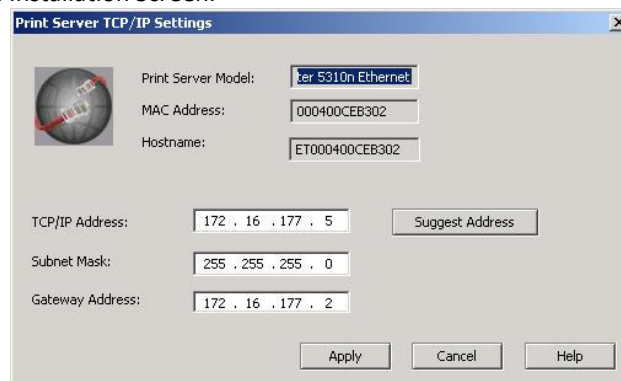 Installation Screen.
Print Server TCP/IP Settings
Print Server Model: ter 5310n Ethernet
MAC Address: 000400CEB302
Hostname: ET000400CEB302
TCP/IP Address: 172 . 16 . 177 . 5 Suggest Address
Subnet Mask: 255 . 255 . 255 . 0
Gateway Address: 172 . 16 . 177 . 2
Apply Cancel Help